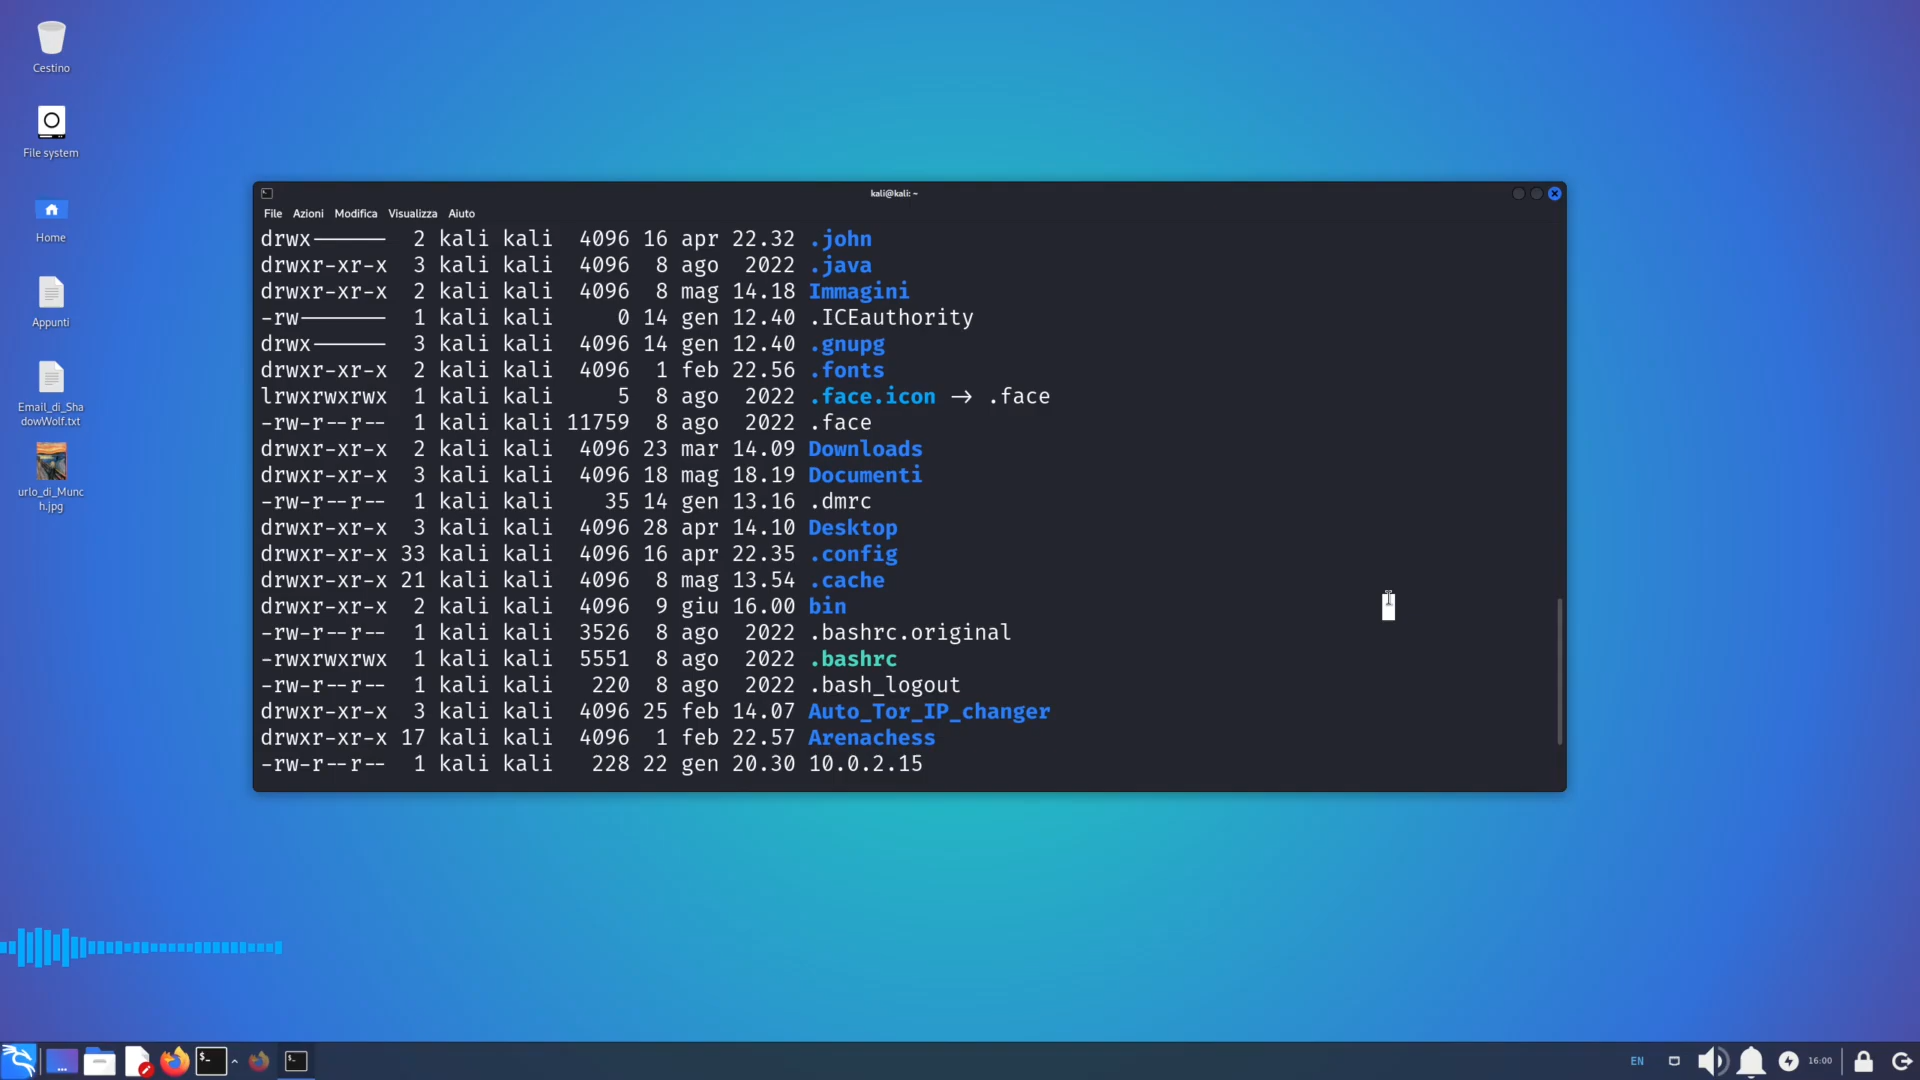 Cestino
File system
Home
Appunti
Email_di_Sha
dowWolf.txt
urlo_di_Munc
h.jpg
kali@kali: ~
File Azioni Modifica Visualizza Aiuto
drwx------ 2 kali kali 4096 16 apr 22.32 .john
drwxr-xr-x 3 kali kali 4096 8 ago 2022 .java
drwxr-xr-x 2 kali kali 4096 8 mag 14.18 Immagini
-rw------- 1 kali kali 0 14 gen 12.40 .ICEauthority
drwx------ 3 kali kali 4096 14 gen 12.40 .gnupg
drwxr-xr-x 2 kali kali 4096 1 feb 22.56 .fonts
lrwxrwxrwx 1 kali kali 5 8 ago 2022 .face.icon -> .face
-rw-r--r-- 1 kali kali 11759 8 ago 2022 .face
drwxr-xr-x 2 kali kali 4096 23 mar 14.09 Downloads
drwxr-xr-x 3 kali kali 4096 18 mag 18.19 Documenti
-rw-r--r-- 1 kali kali 35 14 gen 13.16 .dmrc
drwxr-xr-x 3 kali kali 4096 28 apr 14.10 Desktop
drwxr-xr-x 33 kali kali 4096 16 apr 22.35 .config
drwxr-xr-x 21 kali kali 4096 8 mag 13.54 .cache
drwxr-xr-x 2 kali kali 4096 9 giu 16.00 bin
-rw-r--r-- 1 kali kali 3526 8 ago 2022 .bashrc.original
-rwxrwxrwx 1 kali kali 5551 8 ago 2022 .bashrc
-rw-r--r-- 1 kali kali 220 8 ago 2022 .bash_logout
drwxr-xr-x 3 kali kali 4096 25 feb 14.07 Auto_Tor_IP_changer
drwxr-xr-x 17 kali kali 4096 1 feb 22.57 Arenachess
-rw-r--r-- 1 kali kali 228 22 gen 20.30 10.0.2.15
EN 16:00